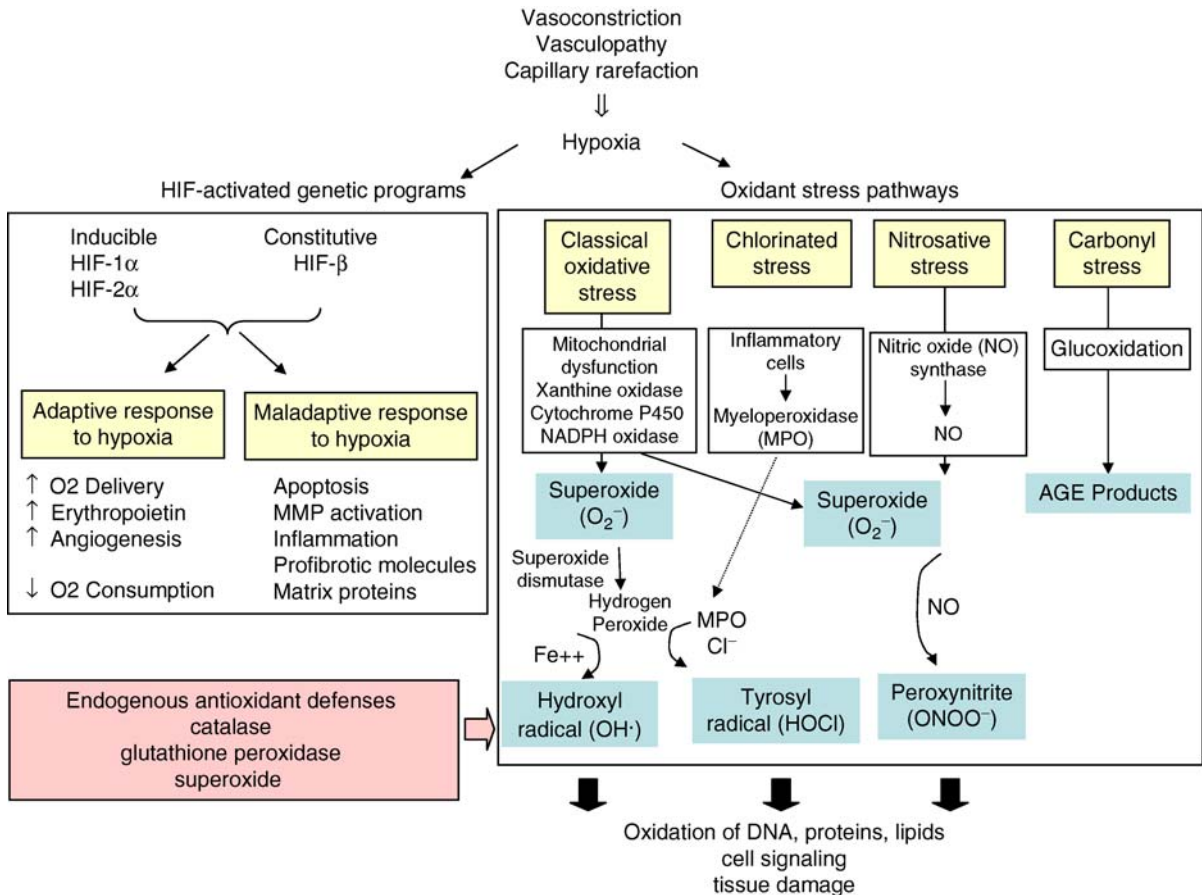 Vasoconstriction
Vasculopathy
Capillary rarefaction
⇓
Hypoxia
HIF-activated genetic programs
Inducible
HIF-1α
HIF-2α
Constitutive
HIF-β
Adaptive response
to hypoxia
Maladaptive response
to hypoxia
↑ O2 Delivery
↑ Erythropoietin
↑ Angiogenesis
↓ O2 Consumption
Apoptosis
MMP activation
Inflammation
Profibrotic molecules
Matrix proteins
Oxidant stress pathways
Classical
oxidative
stress
Chlorinated
stress
Nitrosative
stress
Carbonyl
stress
Mitochondrial
dysfunction
Xanthine oxidase
Cytochrome P450
NADPH oxidase
Inflammatory
cells
Myeloperoxidase
(MPO)
Nitric oxide (NO)
synthase
NO
Glucoxidation
Superoxide
(O₂⁻)
Superoxide
(O₂⁻)
AGE Products
Superoxide
dismutase
Hydrogen
Peroxide
Fe++
MPO
Cl⁻
NO
Hydroxyl
radical (OH·)
Tyrosyl
radical (HOCl)
Peroxynitrite
(ONOO⁻)
Endogenous antioxidant defenses
catalase
glutathione peroxidase
superoxide
Oxidation of DNA, proteins, lipids
cell signaling
tissue damage